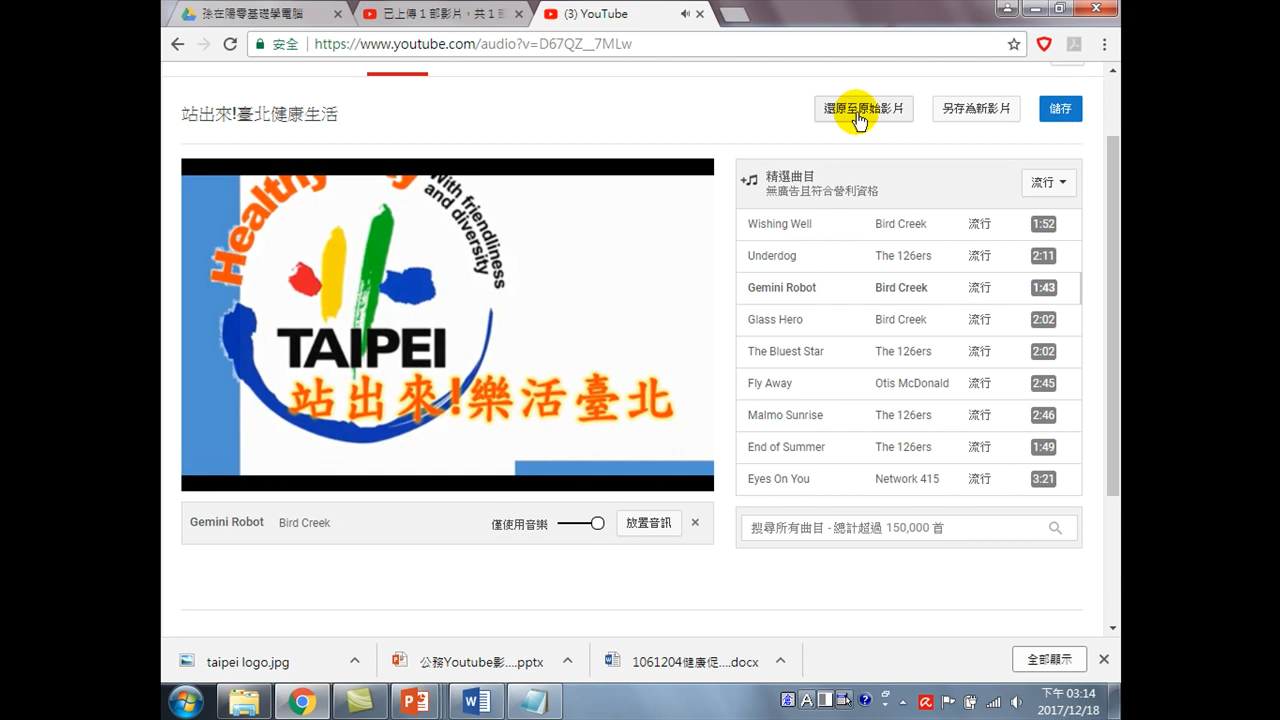 孫在陽零基礎學電腦
已上傳 1 部影片，共 1 部
(3) YouTube
安全
https://www.youtube.com/audio?v=D67QZ__7MLw
站出來!臺北健康生活
還原至原始影片
另存為新影片
儲存
Healthy
With friendliness
and diversity
TAIPEI
站出來!樂活臺北
精選曲目
無廣告且符合營利資格
流行
Wishing Well Bird Creek 流行 1:52
Underdog The 126ers 流行 2:11
Gemini Robot Bird Creek 流行 1:43
Glass Hero Bird Creek 流行 2:02
The Bluest Star The 126ers 流行 2:02
Fly Away Otis McDonald 流行 2:45
Malmo Sunrise The 126ers 流行 2:46
End of Summer The 126ers 流行 1:49
Eyes On You Network 415 流行 3:21
Gemini Robot Bird Creek 僅使用音樂 放置音訊
搜尋所有曲目 - 總計超過 150,000 首
taipei logo.jpg
公務Youtube影....pptx
1061204健康促....docx
全部顯示
下午 03:14
2017/12/18